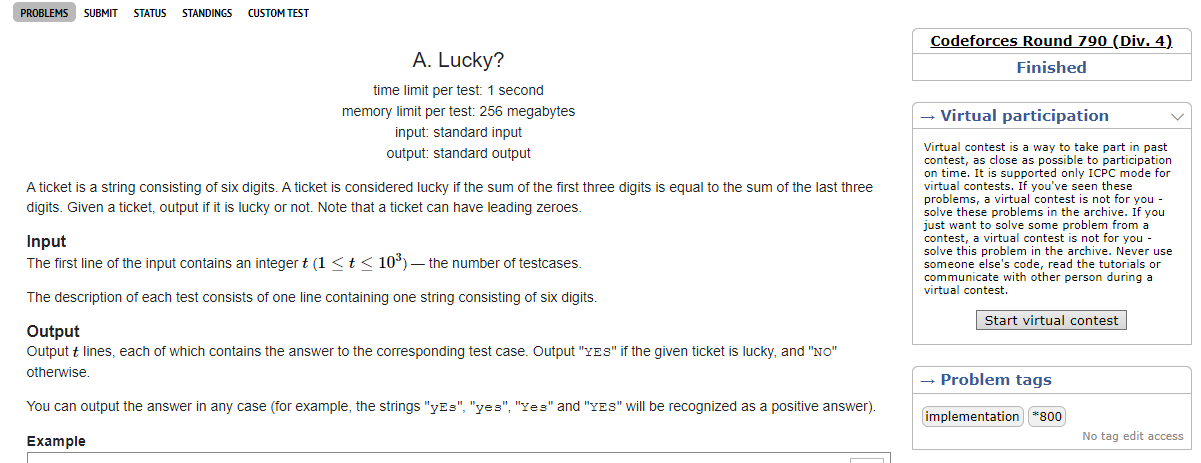 PROBLEMS SUBMIT STATUS STANDINGS CUSTOM TEST
A. Lucky?
time limit per test: 1 second
memory limit per test: 256 megabytes
input: standard input
output: standard output
A ticket is a string consisting of six digits. A ticket is considered lucky if the sum of the first three digits is equal to the sum of the last three
digits. Given a ticket, output if it is lucky or not. Note that a ticket can have leading zeroes.
Input
The first line of the input contains an integer t (1 ≤ t ≤ 10³) — the number of testcases.
The description of each test consists of one line containing one string consisting of six digits.
Output
Output t lines, each of which contains the answer to the corresponding test case. Output "YES" if the given ticket is lucky, and "NO"
otherwise.
You can output the answer in any case (for example, the strings "yEs", "yes", "Yes" and "YES" will be recognized as a positive answer).
Example
Codeforces Round 790 (Div. 4)
Finished
→ Virtual participation
Virtual contest is a way to take part in past
contest, as close as possible to participation
on time. It is supported only ICPC mode for
virtual contests. If you've seen these
problems, a virtual contest is not for you -
solve these problems in the archive. If you
just want to solve some problem from a
contest, a virtual contest is not for you -
solve this problem in the archive. Never use
someone else's code, read the tutorials or
communicate with other person during a
virtual contest.
Start virtual contest
→ Problem tags
implementation *800
No tag edit access